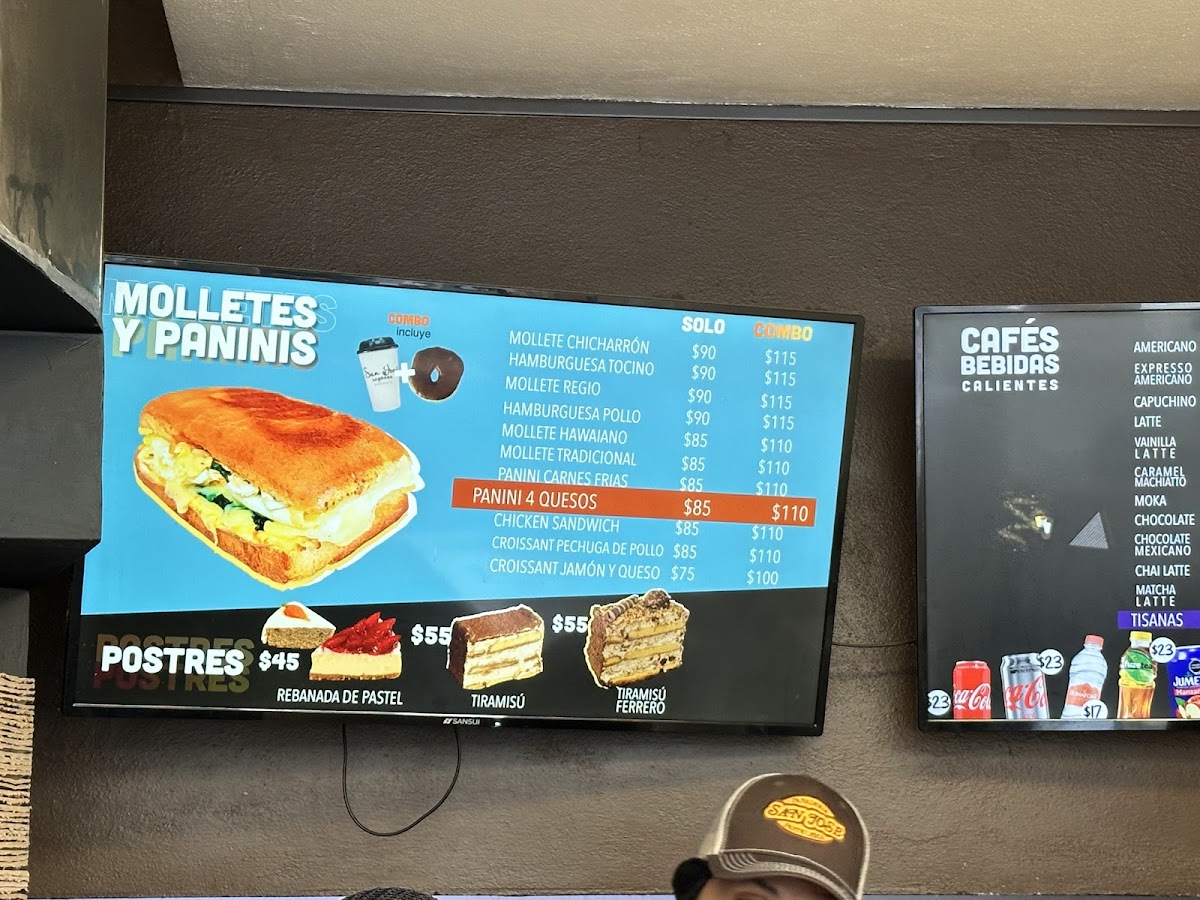 MOLLETES
Y PANINIS
COMBO
incluye
SOLO COMBO
MOLLETE CHICHARRÓN $90 $115
HAMBURGUESA TOCINO $90 $115
MOLLETE REGIO $90 $115
HAMBURGUESA POLLO $90 $115
MOLLETE HAWAIANO $85 $110
MOLLETE TRADICIONAL $85 $110
PANINI CARNES FRIAS $85 $110
PANINI 4 QUESOS $85 $110
CHICKEN SANDWICH $85 $110
CROISSANT PECHUGA DE POLLO $85 $110
CROISSANT JAMÓN Y QUESO $75 $100
POSTRES
$45
REBANADA DE PASTEL
$55
TIRAMISÚ
$55
TIRAMISÚ
FERRERO
SANSUI
CAFÉS
BEBIDAS
CALIENTES
AMERICANO
EXPRESSO
AMERICANO
CAPUCHINO
LATTE
VAINILLA
LATTE
CARAMEL
MACHIATTO
MOKA
CHOCOLATE
CHOCOLATE
MEXICANO
CHAI LATTE
MATCHA
LATTE
TISANAS
$23
$23
$17
$23
SAN JOSE